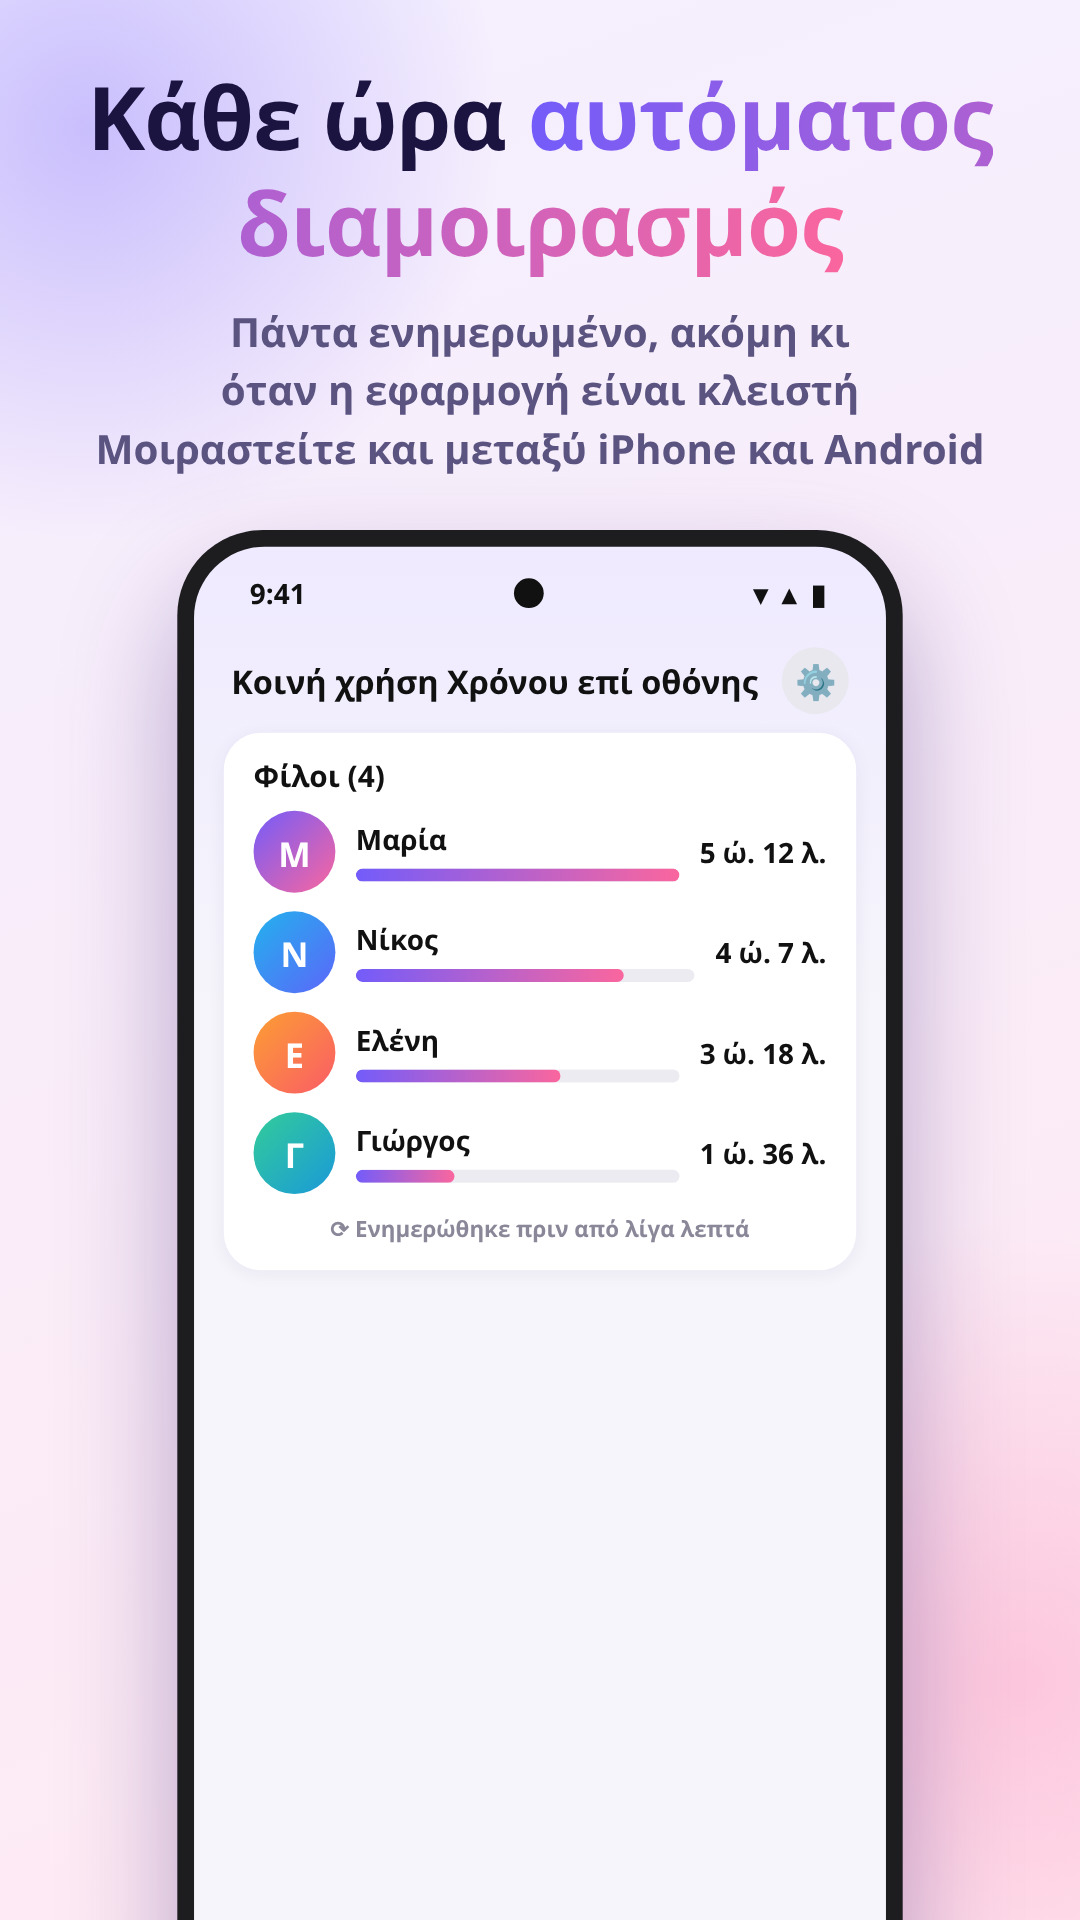 Κάθε ώρα αυτόματος
διαμοιρασμός
Πάντα ενημερωμένο, ακόμη κι
όταν η εφαρμογή είναι κλειστή
Μοιραστείτε και μεταξύ iPhone και Android
9:41
Κοινή χρήση Χρόνου επί οθόνης
Φίλοι (4)
Μ
Μαρία
5 ώ. 12 λ.
Ν
Νίκος
4 ώ. 7 λ.
Ε
Ελένη
3 ώ. 18 λ.
Γ
Γιώργος
1 ώ. 36 λ.
⟳ Ενημερώθηκε πριν από λίγα λεπτά